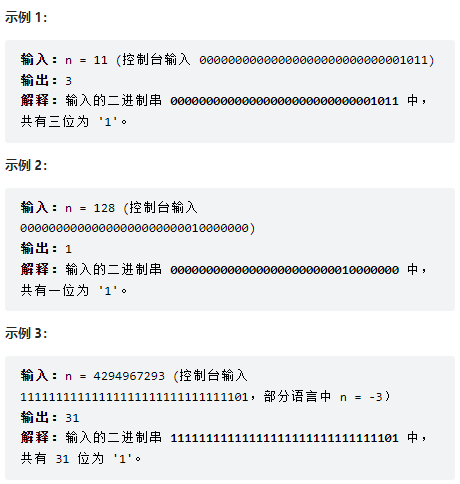 示例 1：
输入：n = 11 (控制台输入 00000000000000000000000000001011)
输出：3
解释：输入的二进制串 00000000000000000000000000001011 中，
共有三位为 '1'。
示例 2：
输入：n = 128 (控制台输入
00000000000000000000000010000000)
输出：1
解释：输入的二进制串 00000000000000000000000010000000 中，
共有一位为 '1'。
示例 3：
输入：n = 4294967293 (控制台输入
11111111111111111111111111111101，部分语言中 n = -3）
输出：31
解释：输入的二进制串 11111111111111111111111111111101 中，
共有 31 位为 '1'。